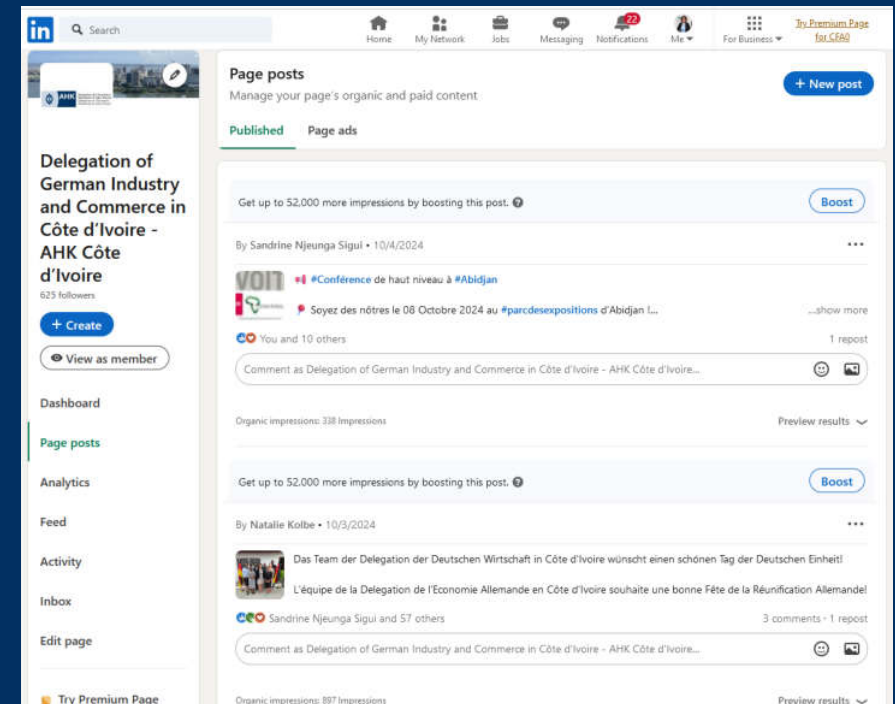 in
Search
Home
My Network
Jobs
Messaging
22
Notifications
Me
For Business
Try Premium Page
for CFA0
AHK
Delegation of
German Industry
and Commerce in
Côte d'Ivoire -
AHK Côte
d'Ivoire
625 followers
+ Create
View as member
Dashboard
Page posts
Analytics
Feed
Activity
Inbox
Edit page
Try Premium Page
Page posts
Manage your page's organic and paid content
+ New post
Published
Page ads
Get up to 52,000 more impressions by boosting this post.
Boost
By Sandrine Njeunga Sigui • 10/4/2024
VOIT
#Conférence de haut niveau à #Abidjan
Soyez des nôtres le 08 Octobre 2024 au #parcdesexpositions d'Abidjan !...
...show more
You and 10 others
1 repost
Comment as Delegation of German Industry and Commerce in Côte d'Ivoire - AHK Côte d'Ivoire...
Organic impressions: 338 Impressions
Preview results
Get up to 52,000 more impressions by boosting this post.
Boost
By Natalie Kolbe • 10/3/2024
Das Team der Delegation der Deutschen Wirtschaft in Côte d'Ivoire wünscht einen schönen Tag der Deutschen Einheit!
L'équipe de la Delegation de l'Economie Allemande en Côte d'Ivoire souhaite une bonne Fête de la Réunification Allemande!
Sandrine Njeunga Sigui and 57 others
3 comments · 1 repost
Comment as Delegation of German Industry and Commerce in Côte d'Ivoire - AHK Côte d'Ivoire...
Organic impressions: 897 Impressions
Preview results